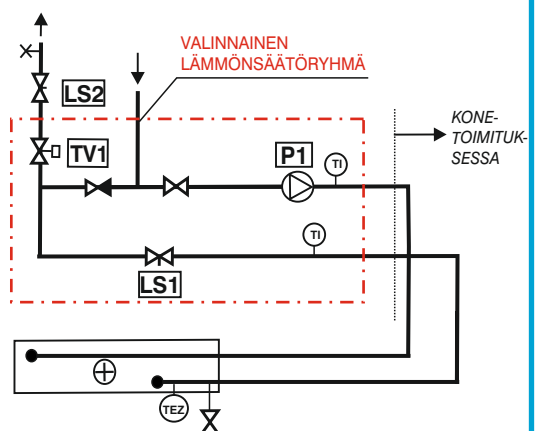 VALINNAINEN
LÄMMÖNSÄÄTÖRYHMÄ
LS2
KONE-
TOIMITUK-
SESSA
TV1
P1
TI
TI
LS1
TEZ